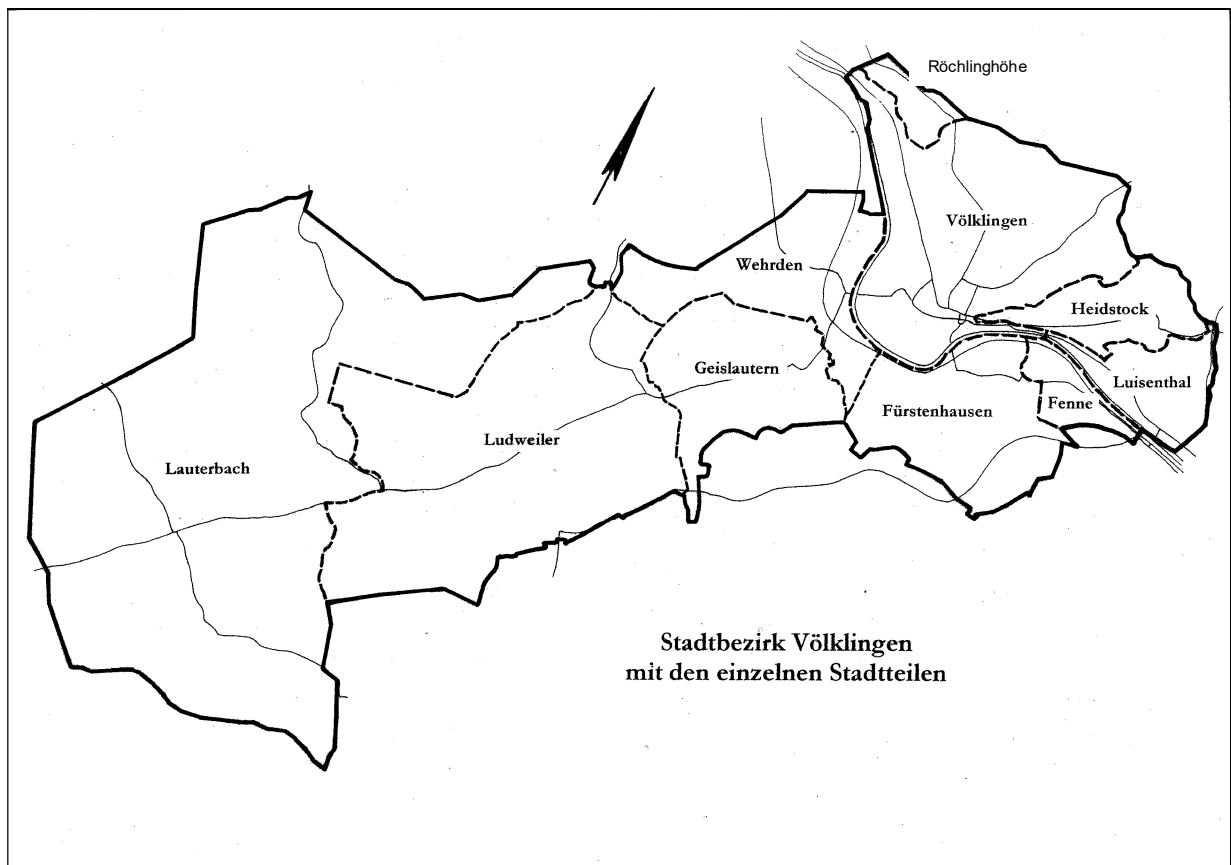 Röchlinghöhe
Völklingen
Wehrden
Heidstock
Geislautern
Luisenthal
Fenne
Fürstenhausen
Ludweiler
Lauterbach
Stadtbezirk Völklingen
mit den einzelnen Stadtteilen